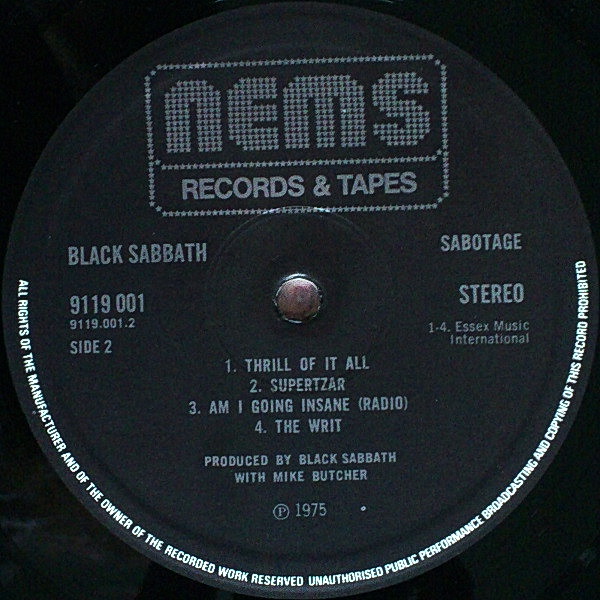 nems
RECORDS & TAPES
BLACK SABBATH
SABOTAGE
9119 001
9119.001.2
SIDE 2
STEREO
1-4. Essex Music
International
1. THRILL OF IT ALL
2. SUPERTZAR
3. AM I GOING INSANE (RADIO)
4. THE WRIT
PRODUCED BY BLACK SABBATH
WITH MIKE BUTCHER
Ⓟ 1975
ALL RIGHTS OF THE MANUFACTURER AND OF THE OWNER OF THE RECORDED WORK RESERVED UNAUTHORISED PUBLIC PERFORMANCE BROADCASTING AND COPYING OF THIS RECORD PROHIBITED